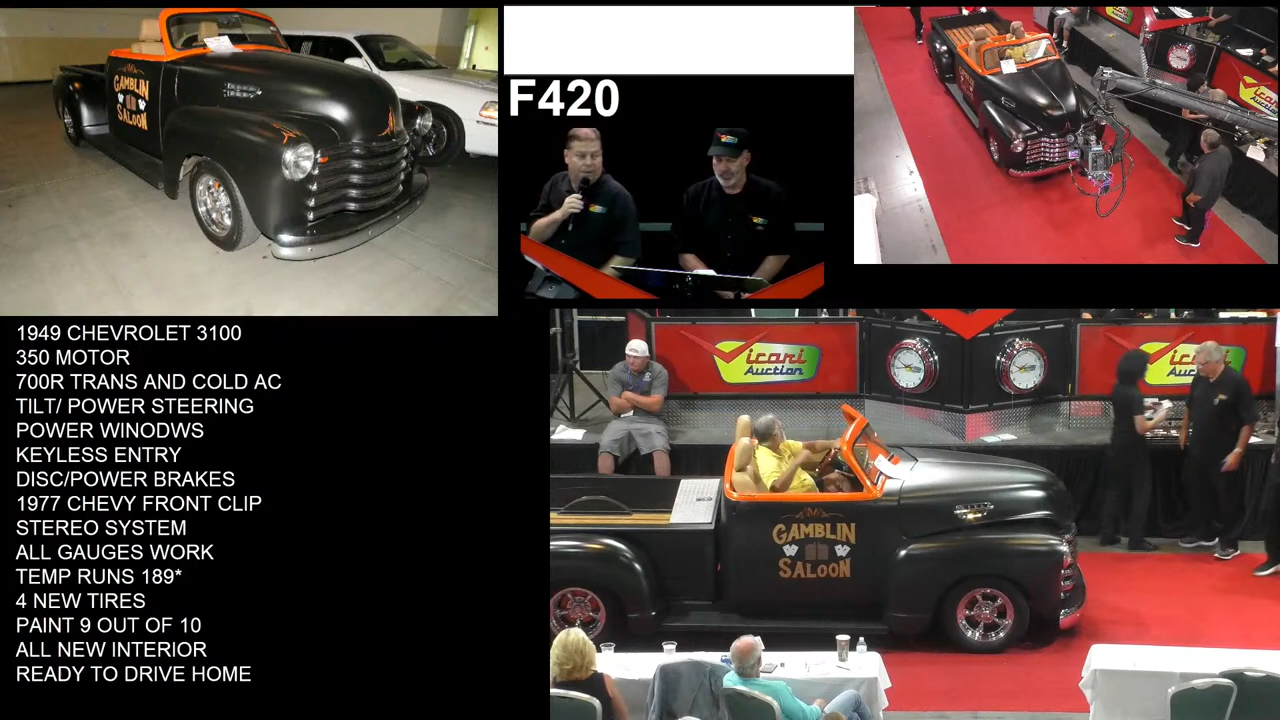 GAMBLIN
SALOON
F420
Vicari
Auction
1949 CHEVROLET 3100
350 MOTOR
700R TRANS AND COLD AC
TILT/ POWER STEERING
POWER WINODWS
KEYLESS ENTRY
DISC/POWER BRAKES
1977 CHEVY FRONT CLIP
STEREO SYSTEM
ALL GAUGES WORK
TEMP RUNS 189*
4 NEW TIRES
PAINT 9 OUT OF 10
ALL NEW INTERIOR
READY TO DRIVE HOME
Vicari
Auction
Vicari
Auction
GAMBLIN
SALOON